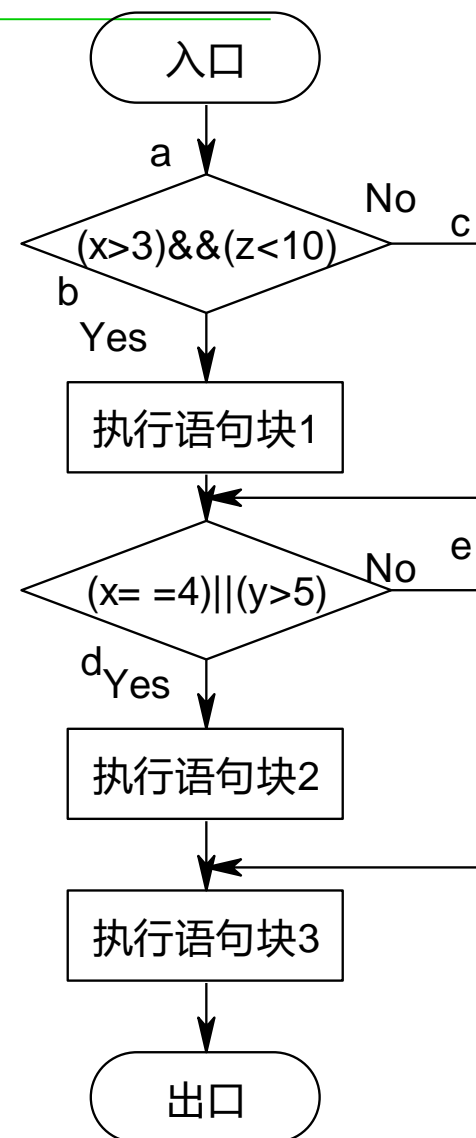 入口
a
No
c
(x>3)&&(z<10)
b
Yes
执行语句块1
e
No
(x= =4)||(y>5)
d
Yes
执行语句块2
执行语句块3
出口